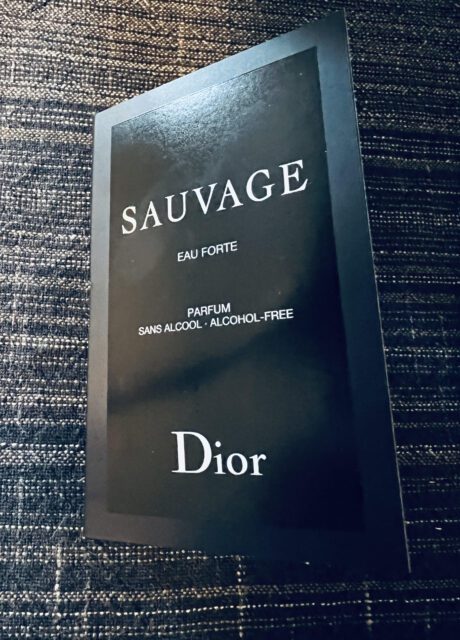 SAUVAGE
EAU FORTE
PARFUM
SANS ALCOOL · ALCOHOL-FREE
Dior